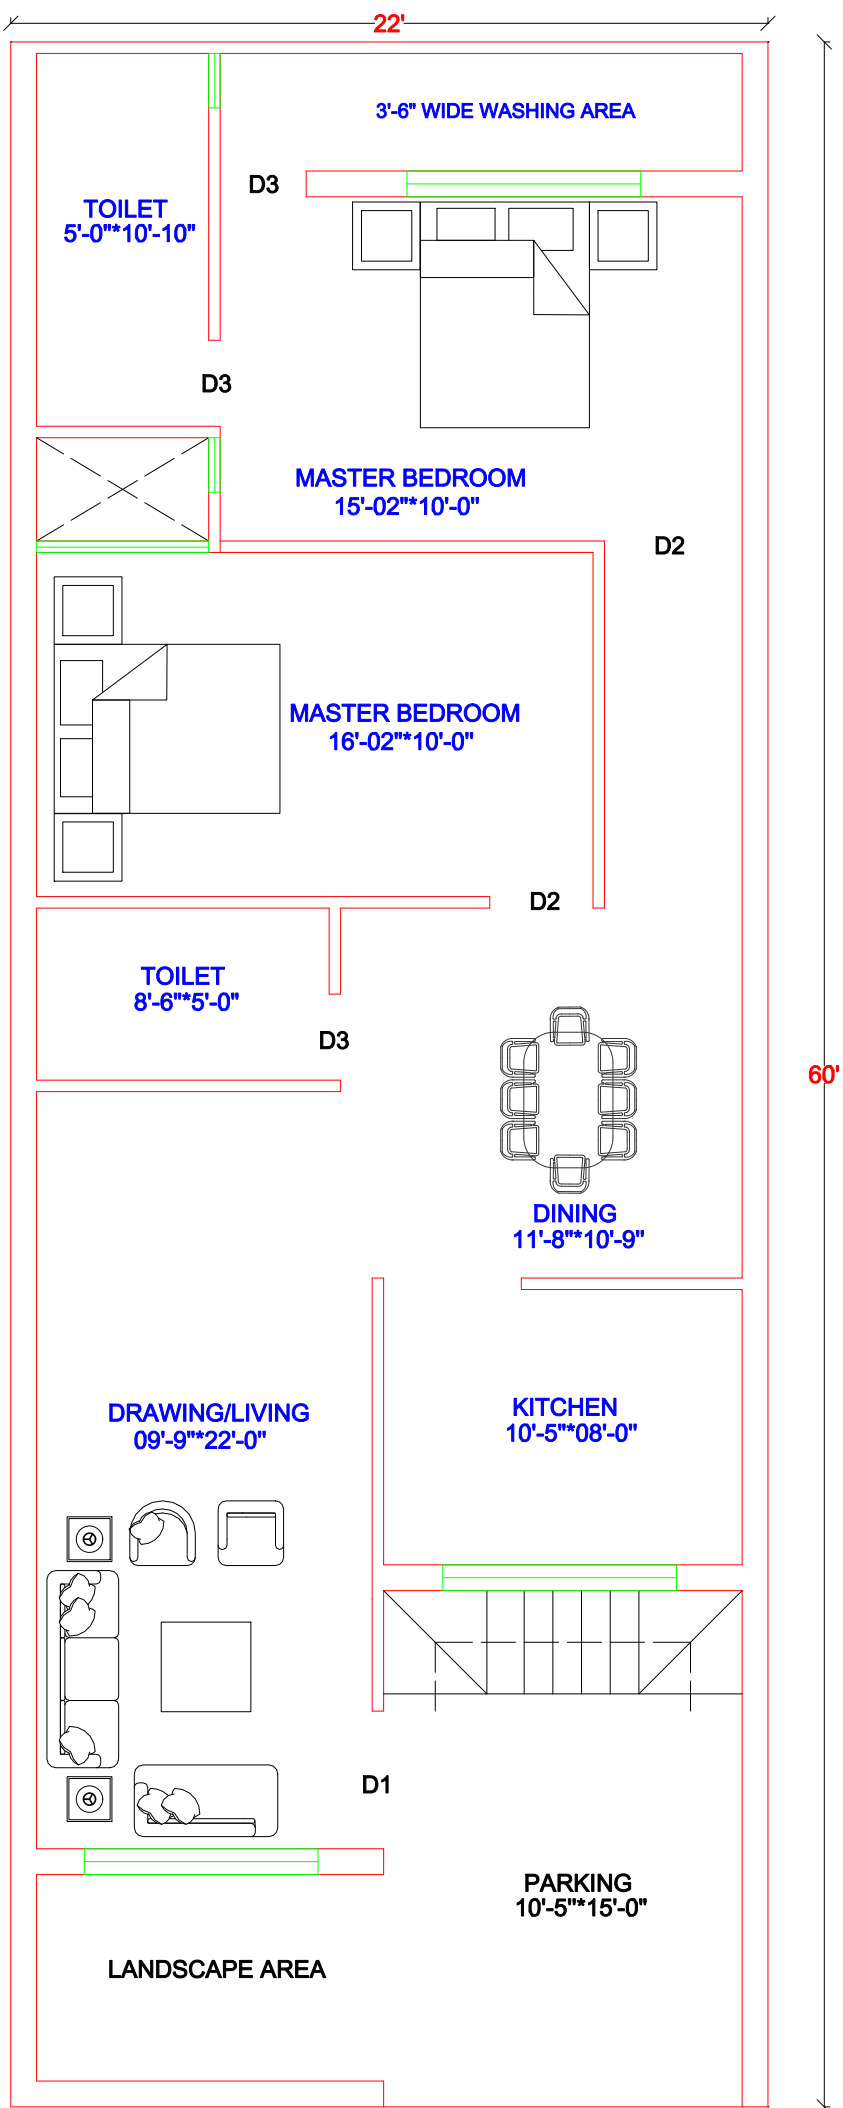 22'
3'-6" WIDE WASHING AREA
D3
TOILET
5'-0"*10'-10"
D3
MASTER BEDROOM
15'-02"*10'-0"
D2
MASTER BEDROOM
16'-02"*10'-0"
D2
TOILET
8'-6"*5'-0"
D3
60'
DINING
11'-8"*10'-9"
DRAWING/LIVING
09'-9"*22'-0"
KITCHEN
10'-5"*08'-0"
D1
PARKING
10'-5"*15'-0"
LANDSCAPE AREA